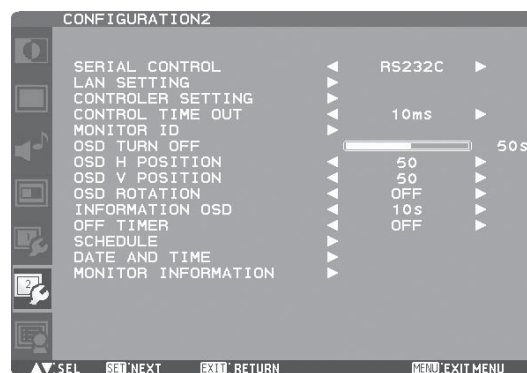 CONFIGURATION2
SERIAL CONTROL ◀ RS232C ▶
LAN SETTING ▶
CONTROLER SETTING ▶
CONTROL TIME OUT ◀ 10ms ▶
MONITOR ID ▶
OSD TURN OFF 50s
OSD H POSITION ◀ 50 ▶
OSD V POSITION ◀ 50 ▶
OSD ROTATION ◀ OFF ▶
INFORMATION OSD ◀ 10s ▶
OFF TIMER ◀ OFF ▶
SCHEDULE ▶
DATE AND TIME ▶
MONITOR INFORMATION ▶
1
2
▲▼:SEL SET:NEXT EXIT:RETURN MENU:EXIT MENU